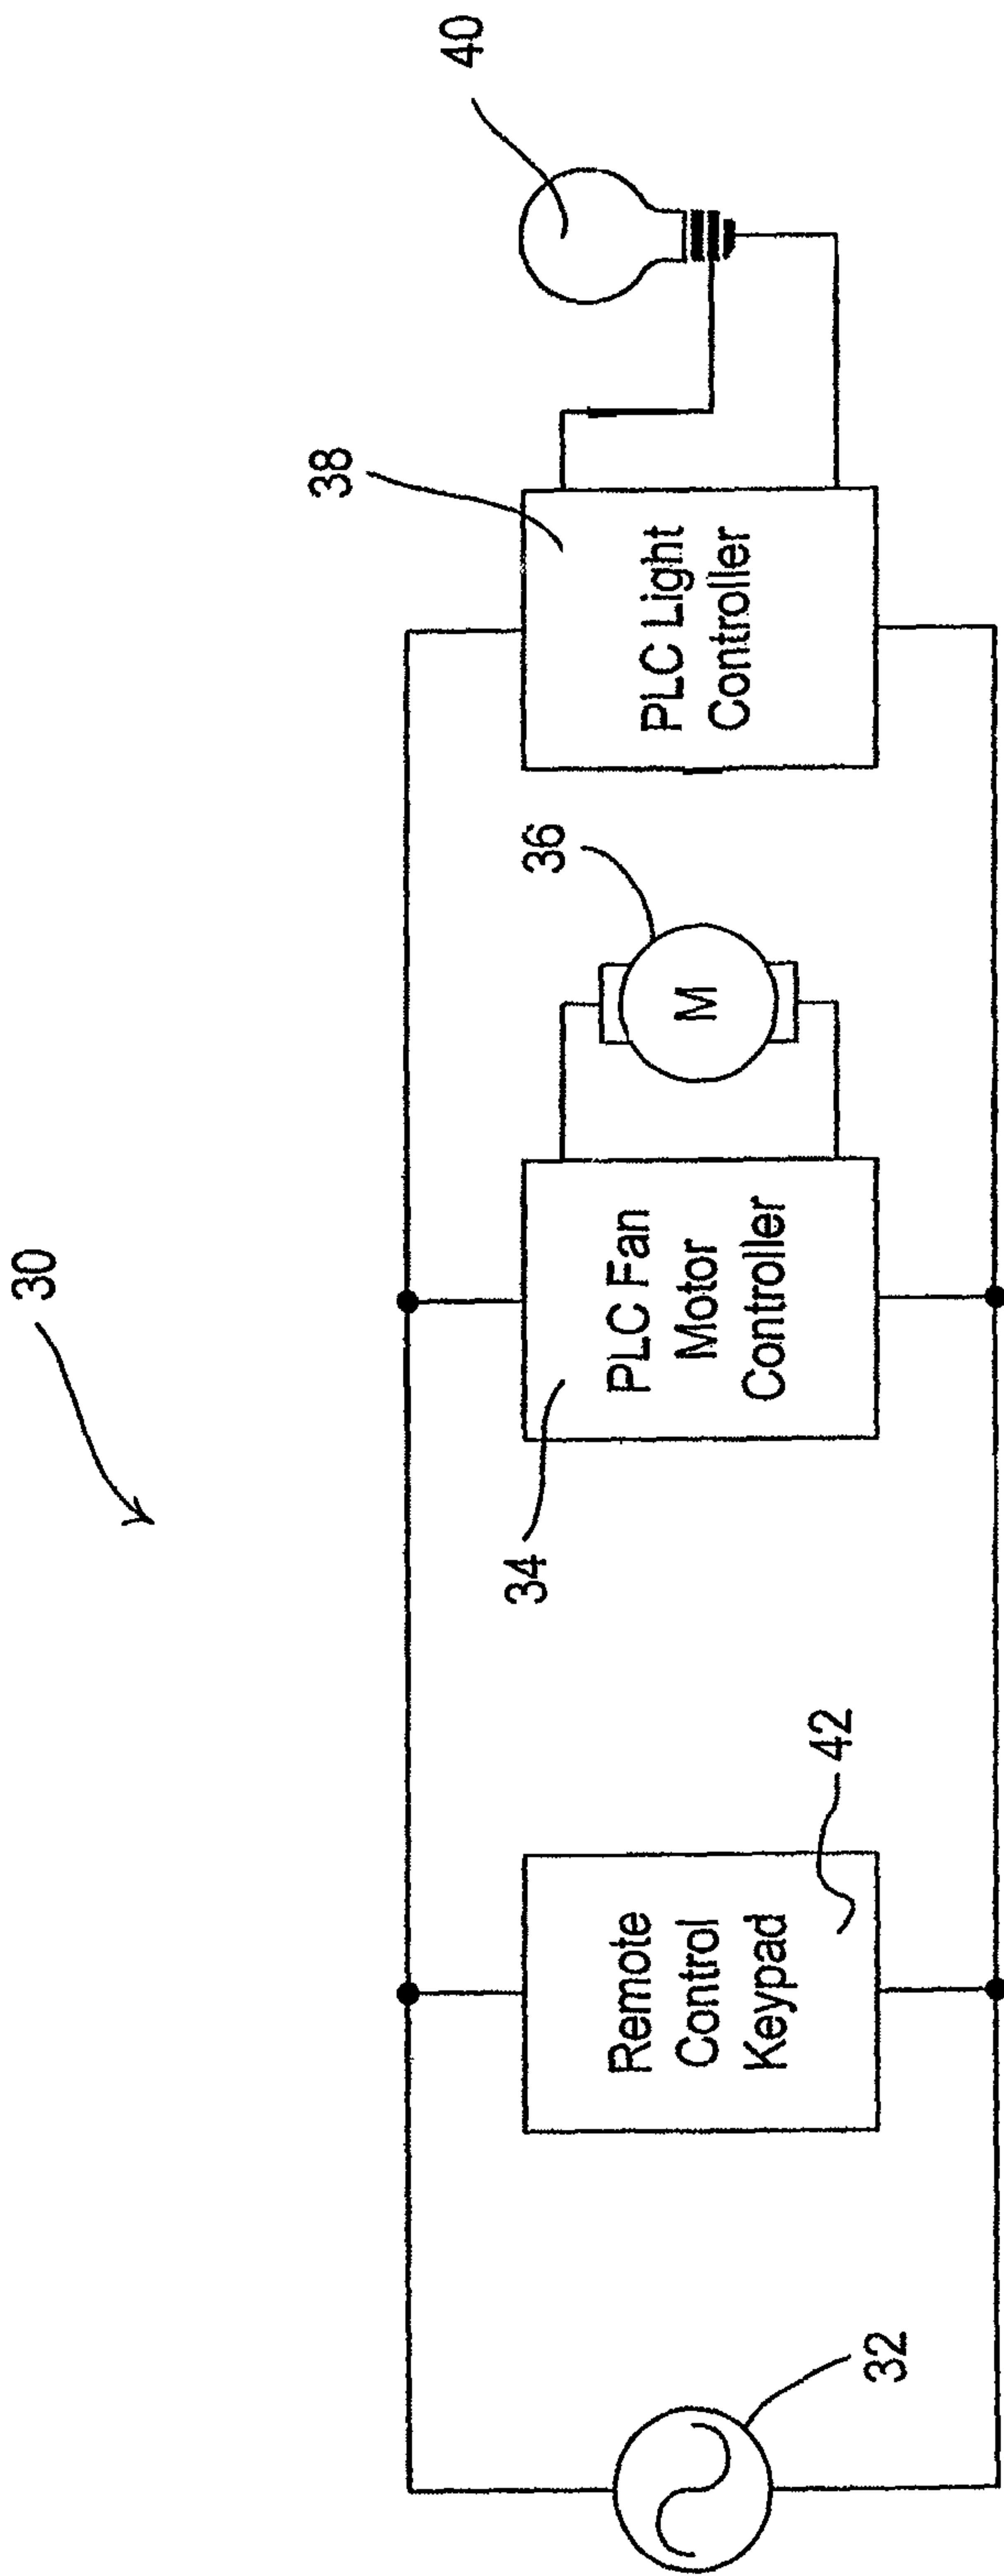 30
40
38
PLC Light
Controller
36
M
PLC Fan
Motor
Controller
34
Remote
Control
Keypad
42
32